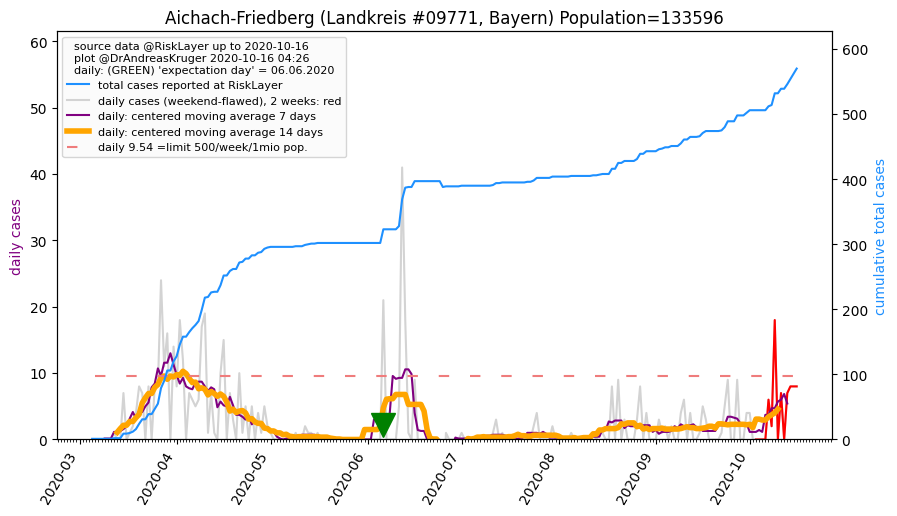 Aichach-Friedberg (Landkreis #09771, Bayern) Population=133596
source data @RiskLayer up to 2020-10-16
plot @DrAndreasKruger 2020-10-16 04:26
daily: (GREEN) 'expectation day' = 06.06.2020
total cases reported at RiskLayer
daily cases (weekend-flawed), 2 weeks: red
daily: centered moving average 7 days
daily: centered moving average 14 days
daily 9.54 =limit 500/week/1mio pop.
daily cases
60
50
40
30
20
10
0
cumulative total cases
600
500
400
300
200
100
0
2020-03
2020-04
2020-05
2020-06
2020-07
2020-08
2020-09
2020-10